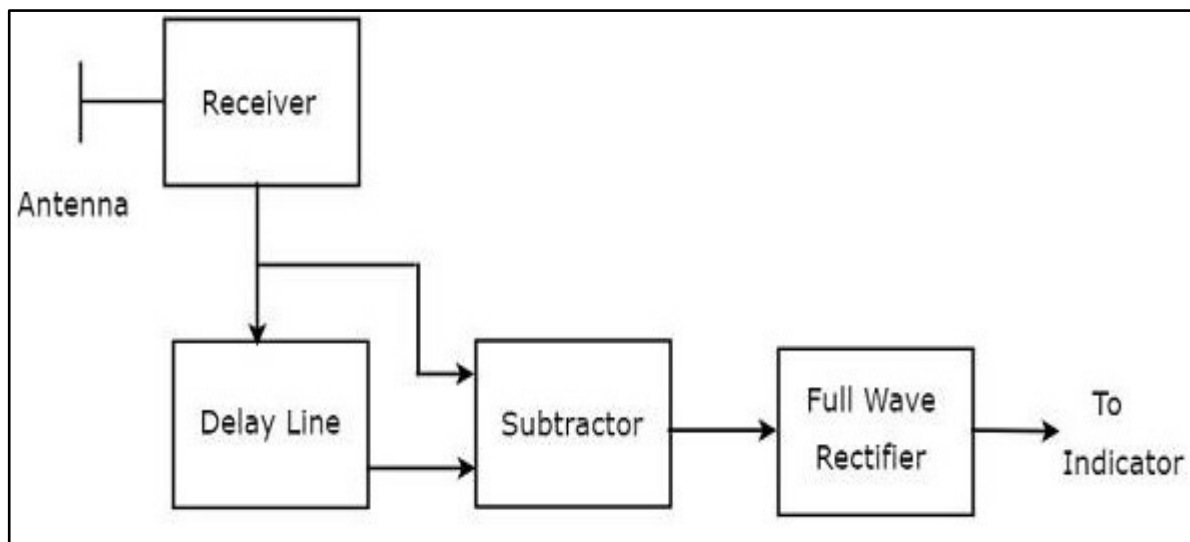 Receiver
Antenna
Delay Line
Subtractor
Full Wave
Rectifier
To
Indicator